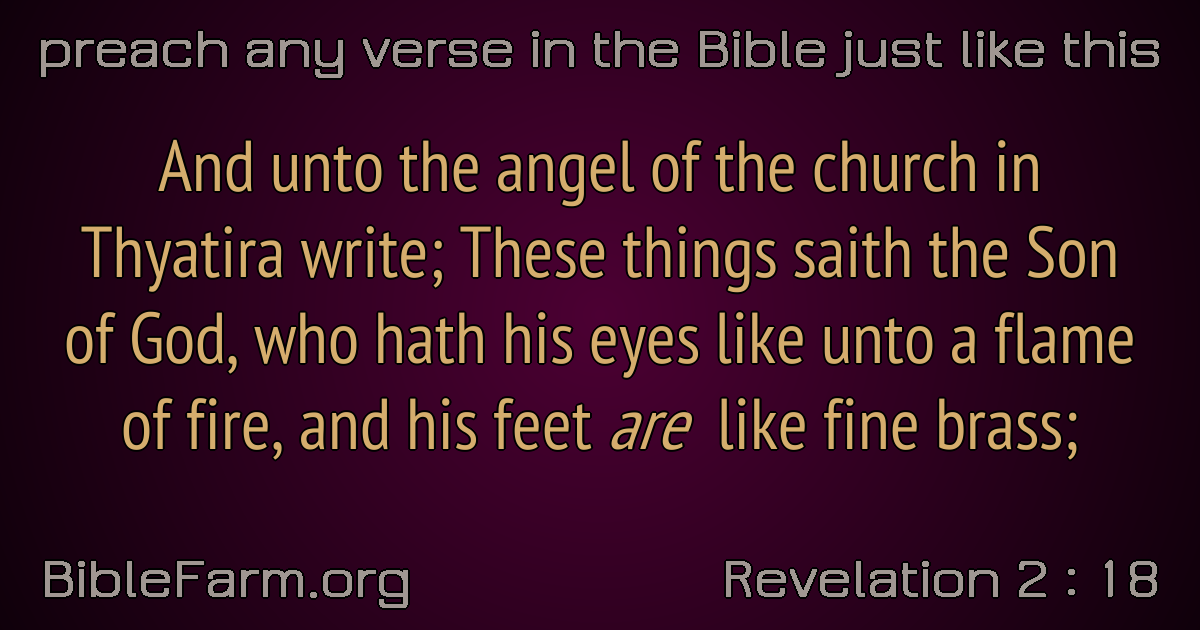 preach any verse in the Bible just like this
And unto the angel of the church in
Thyatira write; These things saith the Son
of God, who hath his eyes like unto a flame
of fire, and his feet are like fine brass;
BibleFarm.org
Revelation 2 : 18